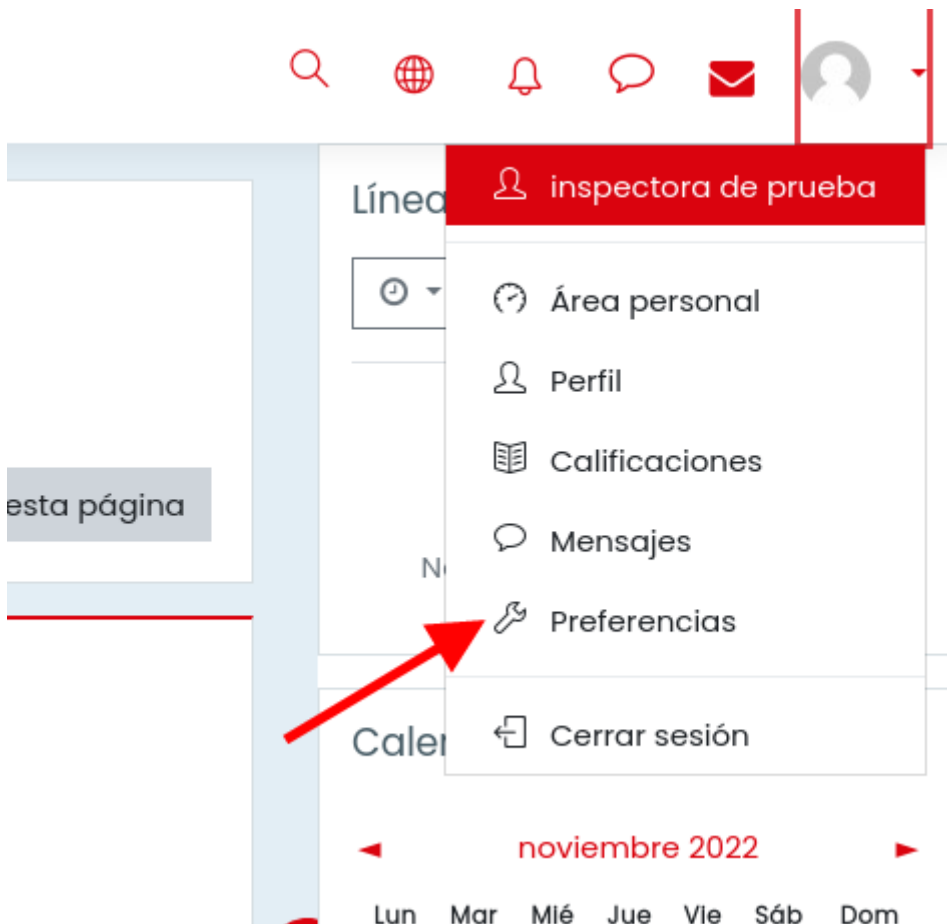 inspectora de prueba
Línea
Área personal
Perfil
Calificaciones
esta página
Mensajes
Preferencias
Cerrar sesión
noviembre 2022
Lun Mar Mié Jue Vie Sáb Dom